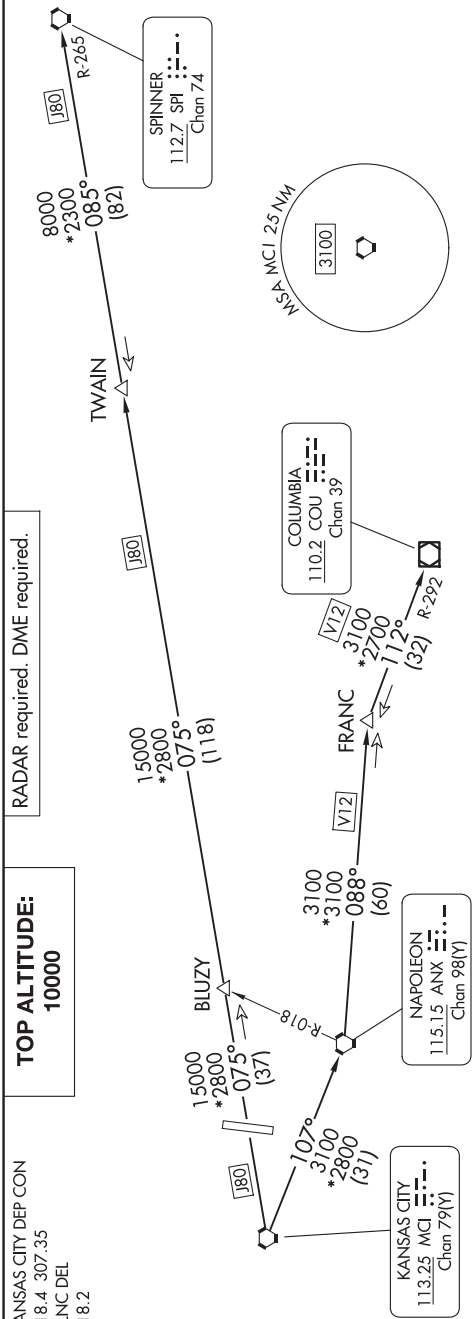 ANSAS CITY DEP CON
18.4 307.35
LNC DEL
18.2
TOP ALTITUDE:
10000
RADAR required. DME required.
J80
15000
*2800
075°
(37)
BLUZY
15000
*2800
075°
(118)
J80
TWAIN
8000
*2300
085°
(82)
J80
R-265
SPINNER
112.7 SPI
Chan 74
R-018
107°
3100
*2800
(31)
KANSAS CITY
113.25 MCI
Chan 79(Y)
NAPOLEON
115.15 ANX
Chan 98(Y)
3100
*3100
088°
(60)
V12
FRANC
V12
3100
*2700
112°
(32)
R-292
COLUMBIA
110.2 COU
Chan 39
MSA MCI 25 NM
3100